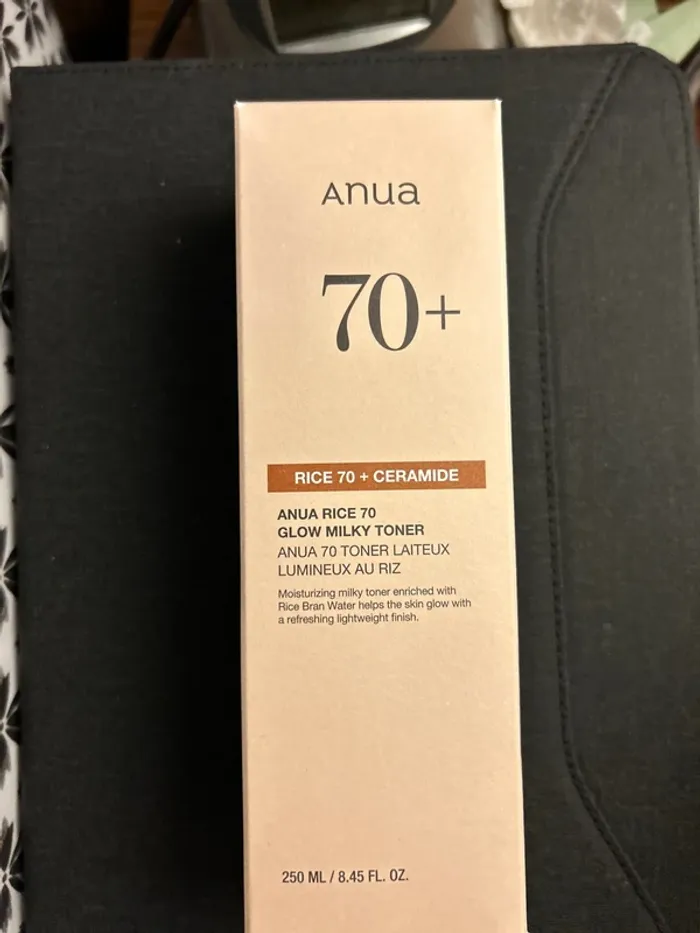 Anua
70+
RICE 70 + CERAMIDE
ANUA RICE 70
GLOW MILKY TONER
ANUA 70 TONER LAITEUX
LUMINEUX AU RIZ
Moisturizing milky toner enriched with
Rice Bran Water helps the skin glow with
a refreshing lightweight finish.
250 ML / 8.45 FL. OZ.